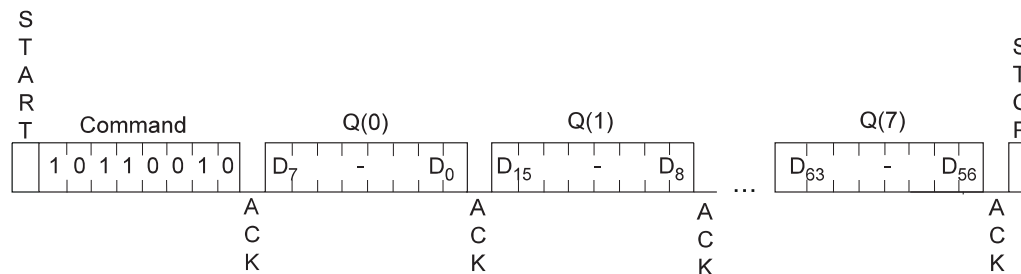 START
Command
Q(0)
Q(1)
Q(7)
STOP
1 0 1 1 0 0 1 0
D7 - D0
D15 - D8
...
D63 - D56
ACK
ACK
ACK
ACK